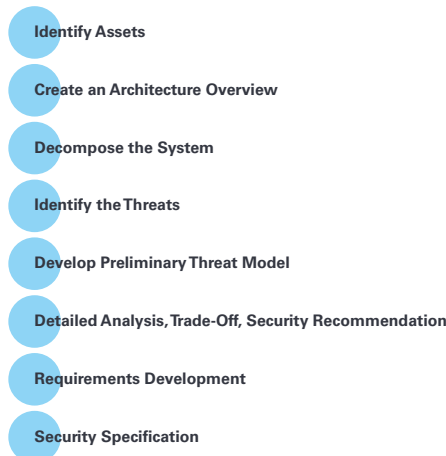 Identify Assets
Create an Architecture Overview
Decompose the System
Identify the Threats
Develop Preliminary Threat Model
Detailed Analysis, Trade-Off, Security Recommendation
Requirements Development
Security Specification